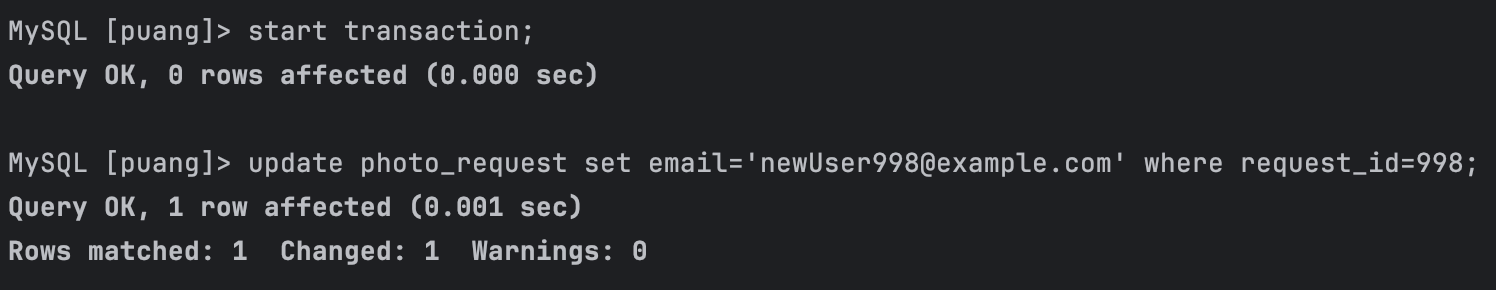 MySQL [puang]> start transaction;
Query OK, 0 rows affected (0.000 sec)
MySQL [puang]> update photo_request set email='newUser998@example.com' where request_id=998;
Query OK, 1 row affected (0.001 sec)
Rows matched: 1  Changed: 1  Warnings: 0